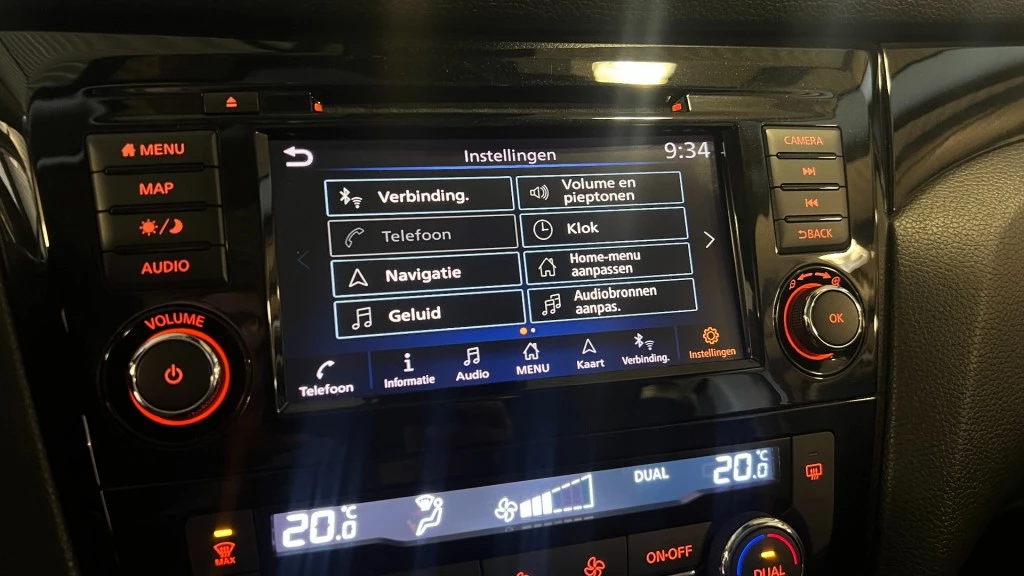 MENU
MAP
AUDIO
VOLUME
Instellingen 9:34
Verbinding.
Volume en
pieptonen
Telefoon
Klok
Navigatie
Home-menu
aanpassen
Geluid
Audiobronnen
aanpas.
Telefoon
Informatie
Audio
MENU
Kaart
Verbinding.
Instellingen
CAMERA
BACK
OK
20.0 °C
DUAL
20.0 °C
MAX
ON·OFF
DUAL